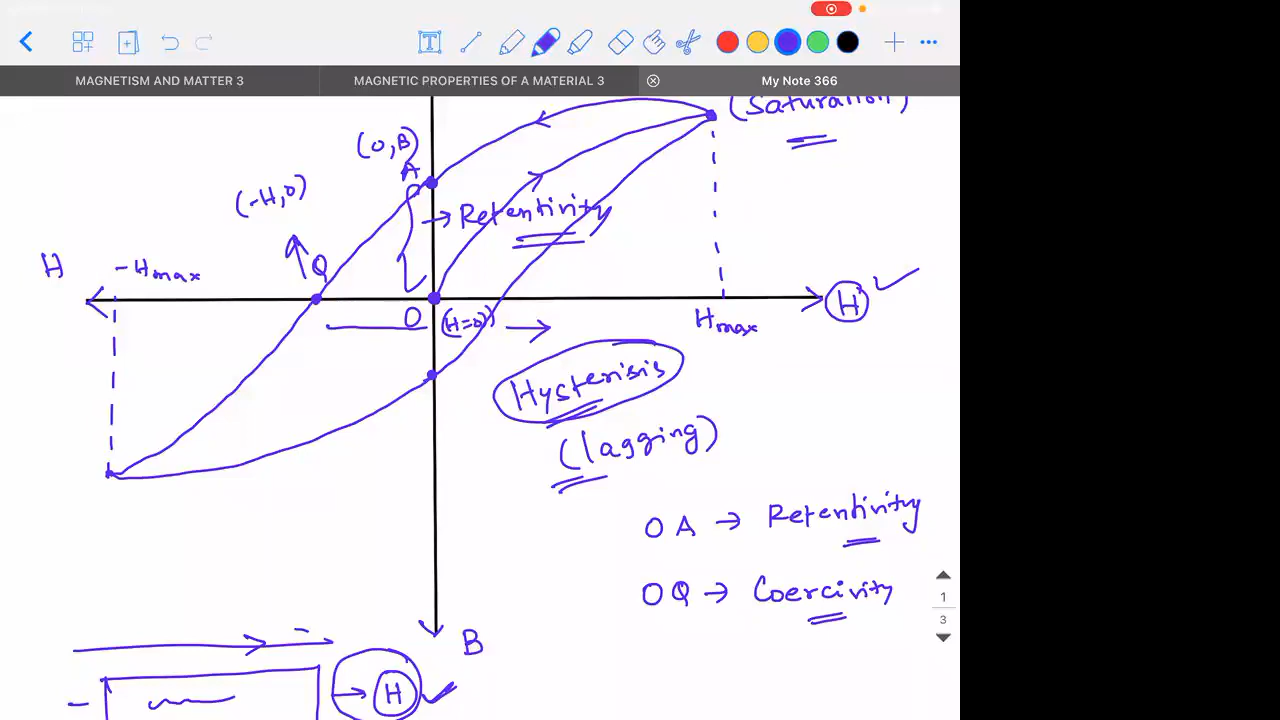 MAGNETISM AND MATTER 3
MAGNETIC PROPERTIES OF A MATERIAL 3
My Note 366
(Saturation)
(0, B)
A
(-H, 0)
→ Retentivity
H
-Hmax
Q
O
(H=0)
Hmax
H
Hysterisis
(lagging)
OA → Retentivity
OQ → Coercivity
1
3
B
H